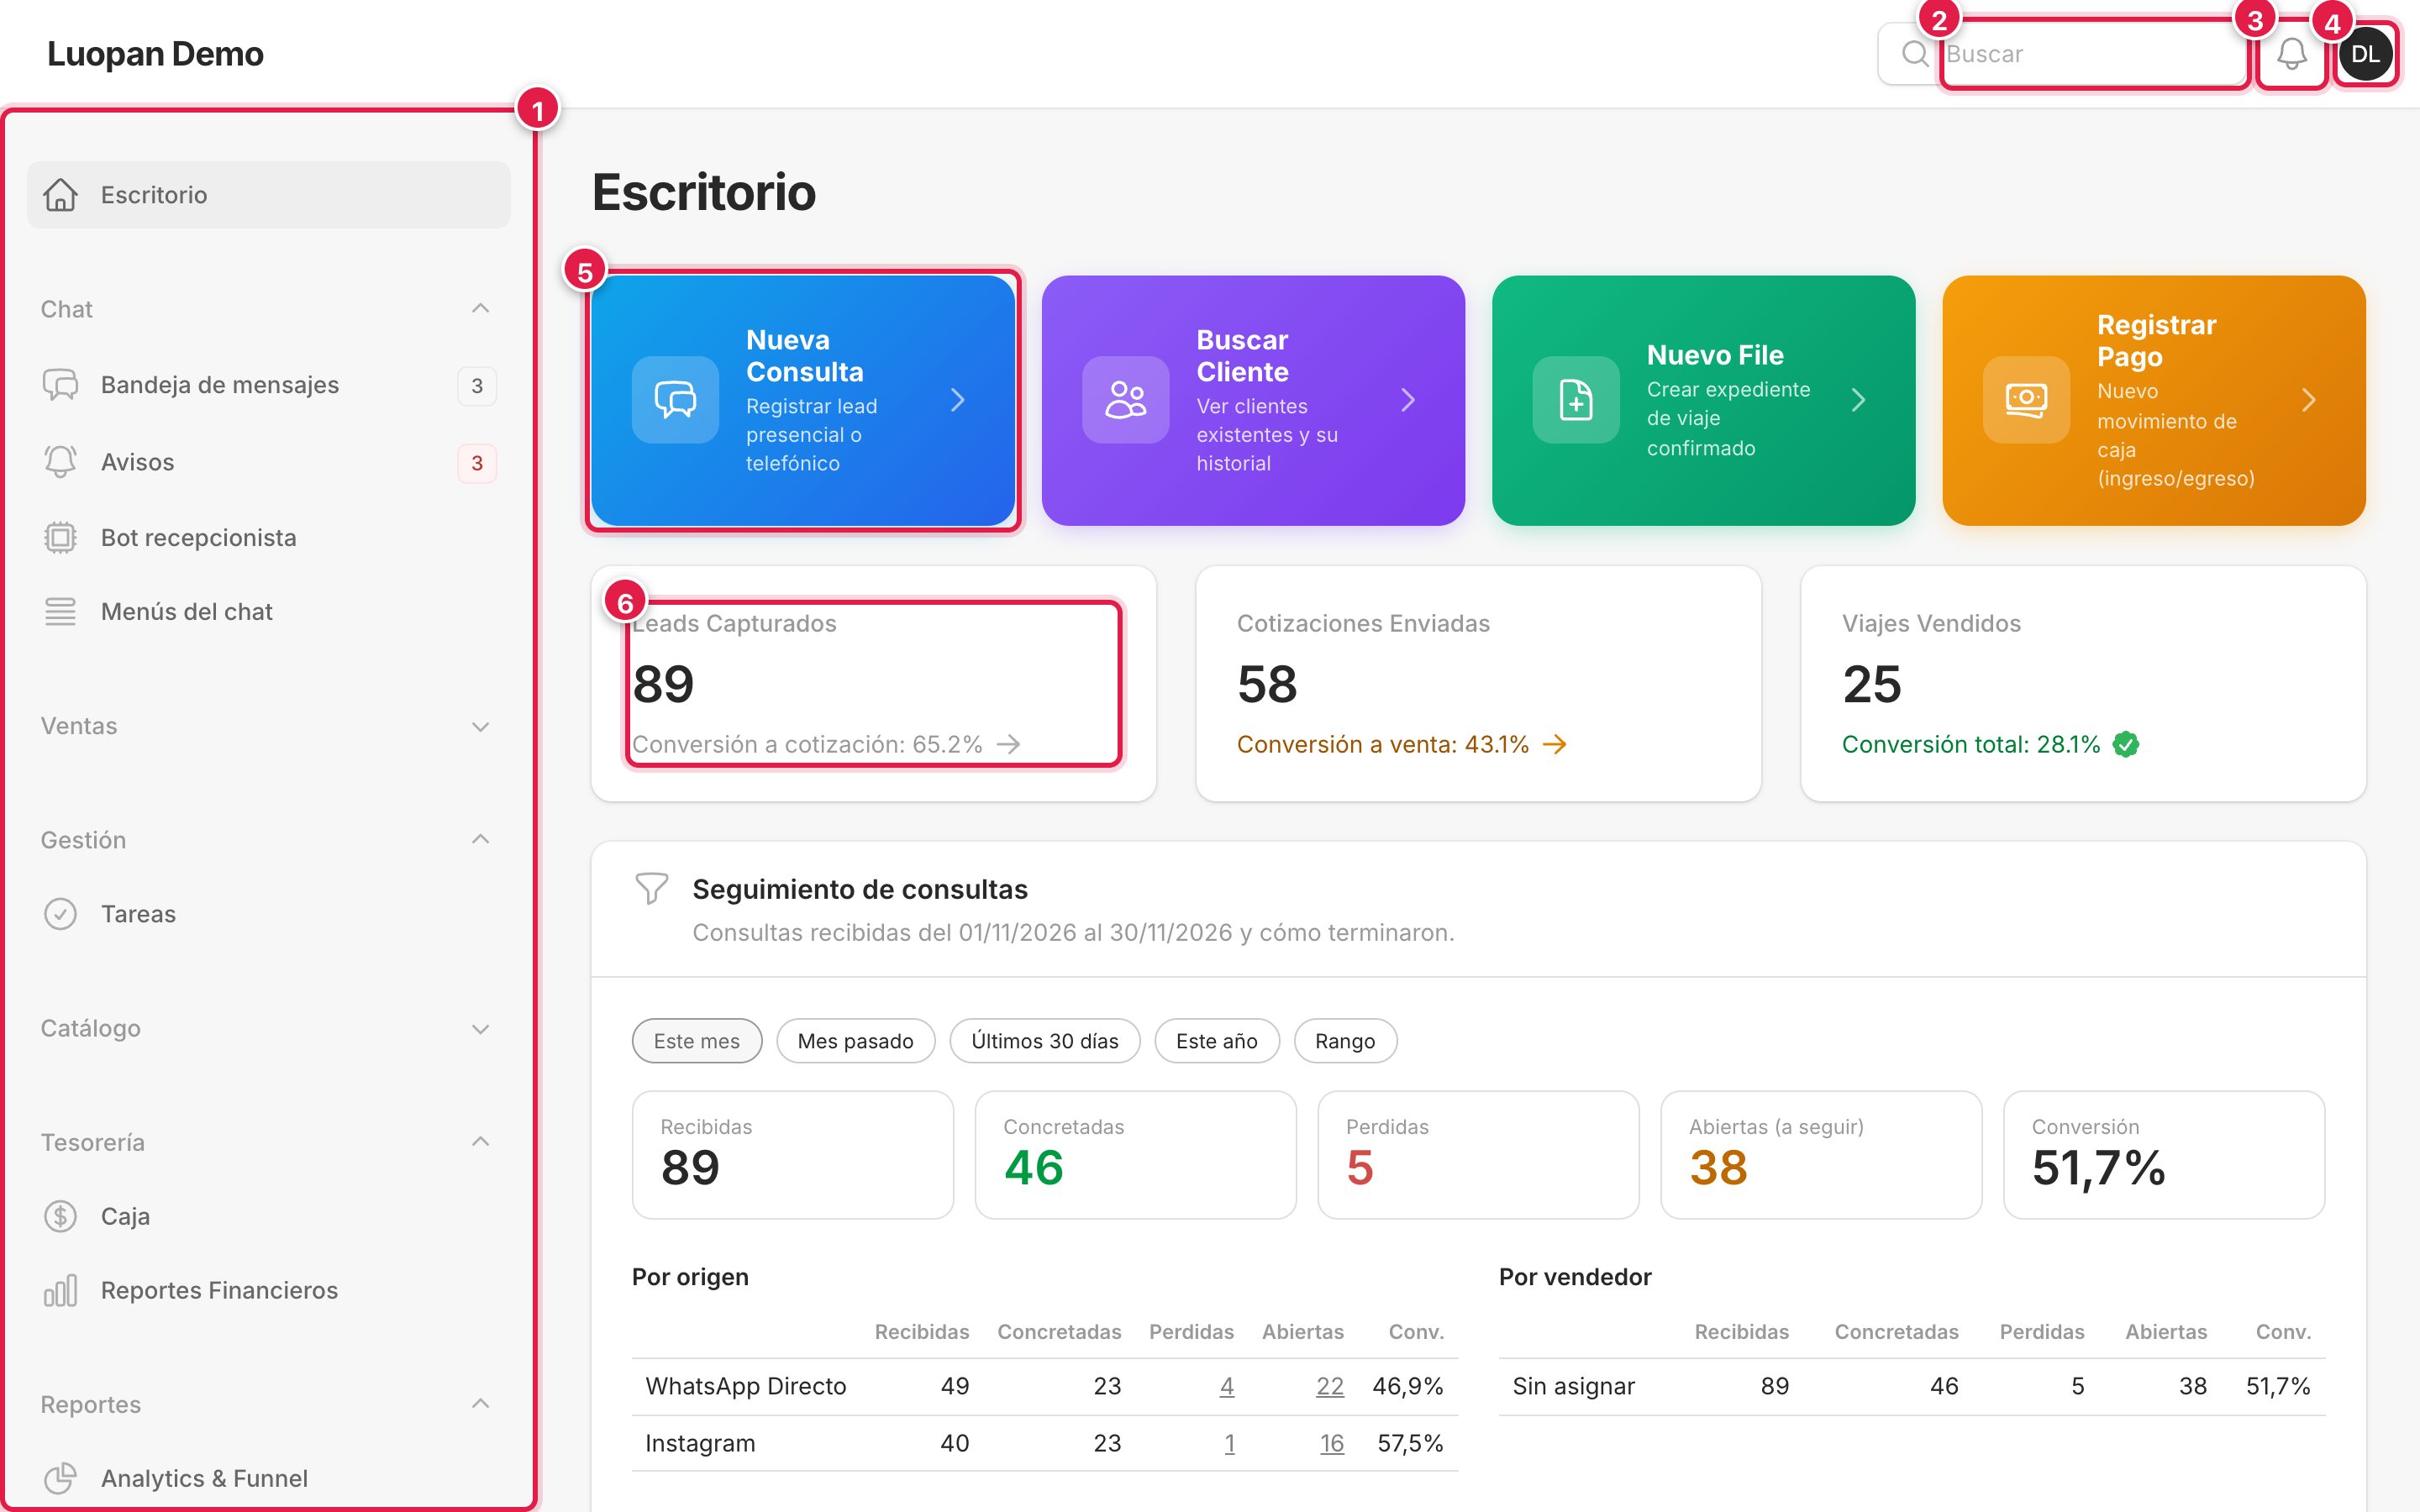 Luopan Demo
2
Buscar
3
4
DL
1
Escritorio
Chat
Bandeja de mensajes 3
Avisos 3
Bot recepcionista
Menús del chat
Ventas
Gestión
Tareas
Catálogo
Tesorería
Caja
Reportes Financieros
Reportes
Analytics & Funnel
Escritorio
5
Nueva
Consulta
Registrar lead
presencial o
telefónico
Buscar
Cliente
Ver clientes
existentes y su
historial
Nuevo File
Crear expediente
de viaje
confirmado
Registrar
Pago
Nuevo
movimiento de
caja
(ingreso/egreso)
6
Leads Capturados
89
Conversión a cotización: 65.2%
Cotizaciones Enviadas
58
Conversión a venta: 43.1%
Viajes Vendidos
25
Conversión total: 28.1%
Seguimiento de consultas
Consultas recibidas del 01/11/2026 al 30/11/2026 y cómo terminaron.
Este mes Mes pasado Últimos 30 días Este año Rango
Recibidas
89
Concretadas
46
Perdidas
5
Abiertas (a seguir)
38
Conversión
51,7%
Por origen
Recibidas Concretadas Perdidas Abiertas Conv.
WhatsApp Directo 49 23 4 22 46,9%
Instagram 40 23 1 16 57,5%
Por vendedor
Recibidas Concretadas Perdidas Abiertas Conv.
Sin asignar 89 46 5 38 51,7%